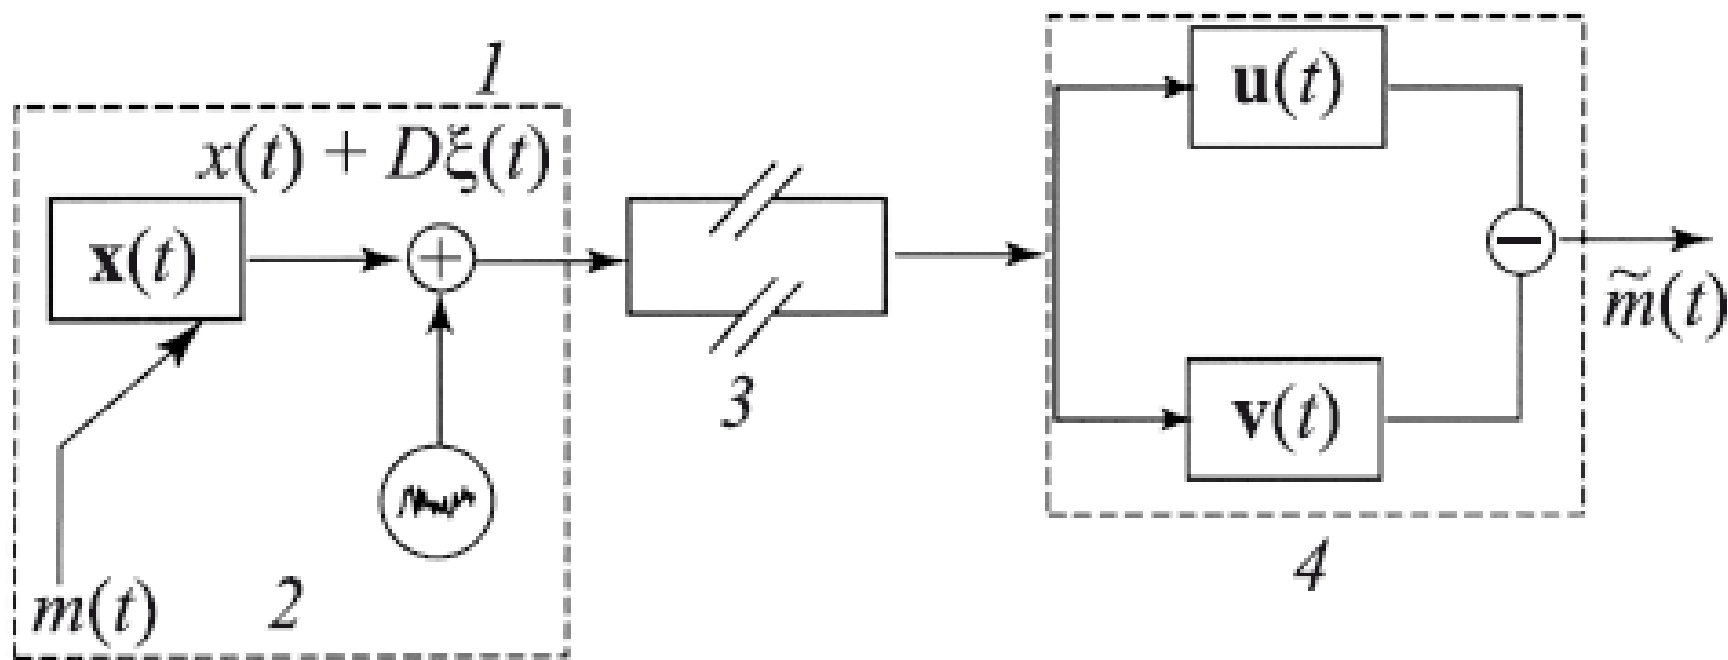 1
x(t) + Dξ(t)
x(t)
+
m(t)
2
3
u(t)
−
v(t)
m̃(t)
4